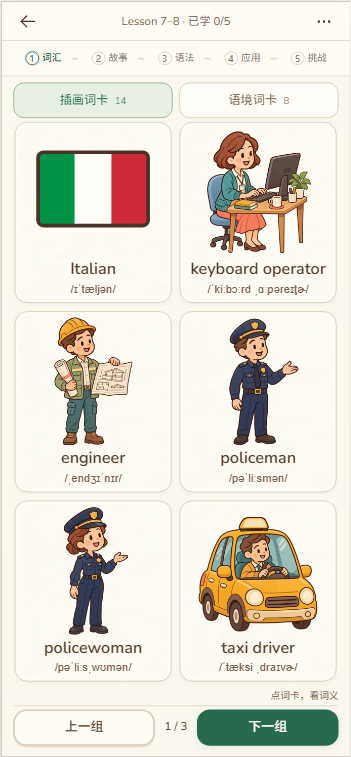 Lesson 7–8 · 已学 0/5
1 词汇 – 2 故事 – 3 语法 – 4 应用 – 5 挑战
插画词卡 14
语境词卡 8
Italian
/ɪˈtæljən/
keyboard operator
/ˈkiːbɔːrd ˌɑːpəreɪt̬ɚ/
engineer
/ˌendʒɪˈnɪr/
policeman
/pəˈliːsmən/
policewoman
/pəˈliːsˌwʊmən/
taxi driver
/ˈtæksi ˌdraɪvɚ/
点词卡，看词义
上一组
1 / 3
下一组